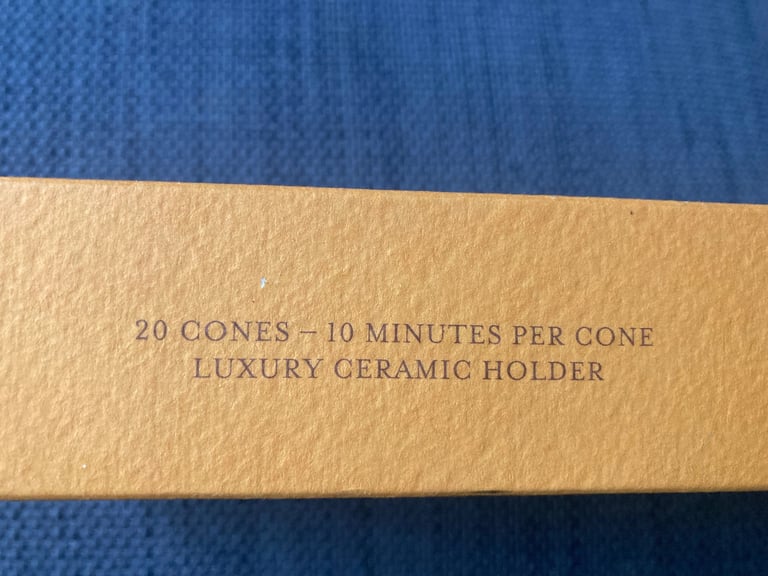 20 CONES – 10 MINUTES PER CONE
LUXURY CERAMIC HOLDER